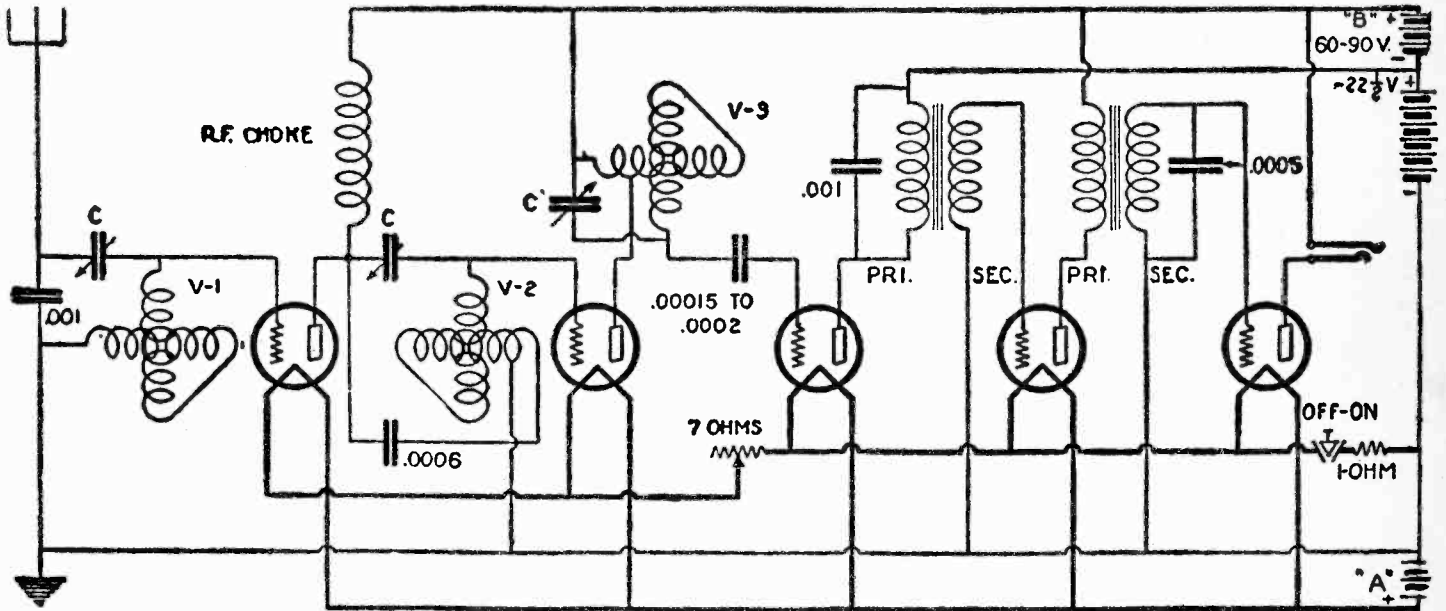 "B" +
60-90 V.
-
-22½ V +
R.F. CHOKE
V-3
.001
.0005
C'
C
C
V-1
V-2
.001
.00015 TO
.0002
PRI.
SEC.
PRI.
SEC.
-
7 OHMS
OFF-ON
1-OHM
.0006
"A"
+